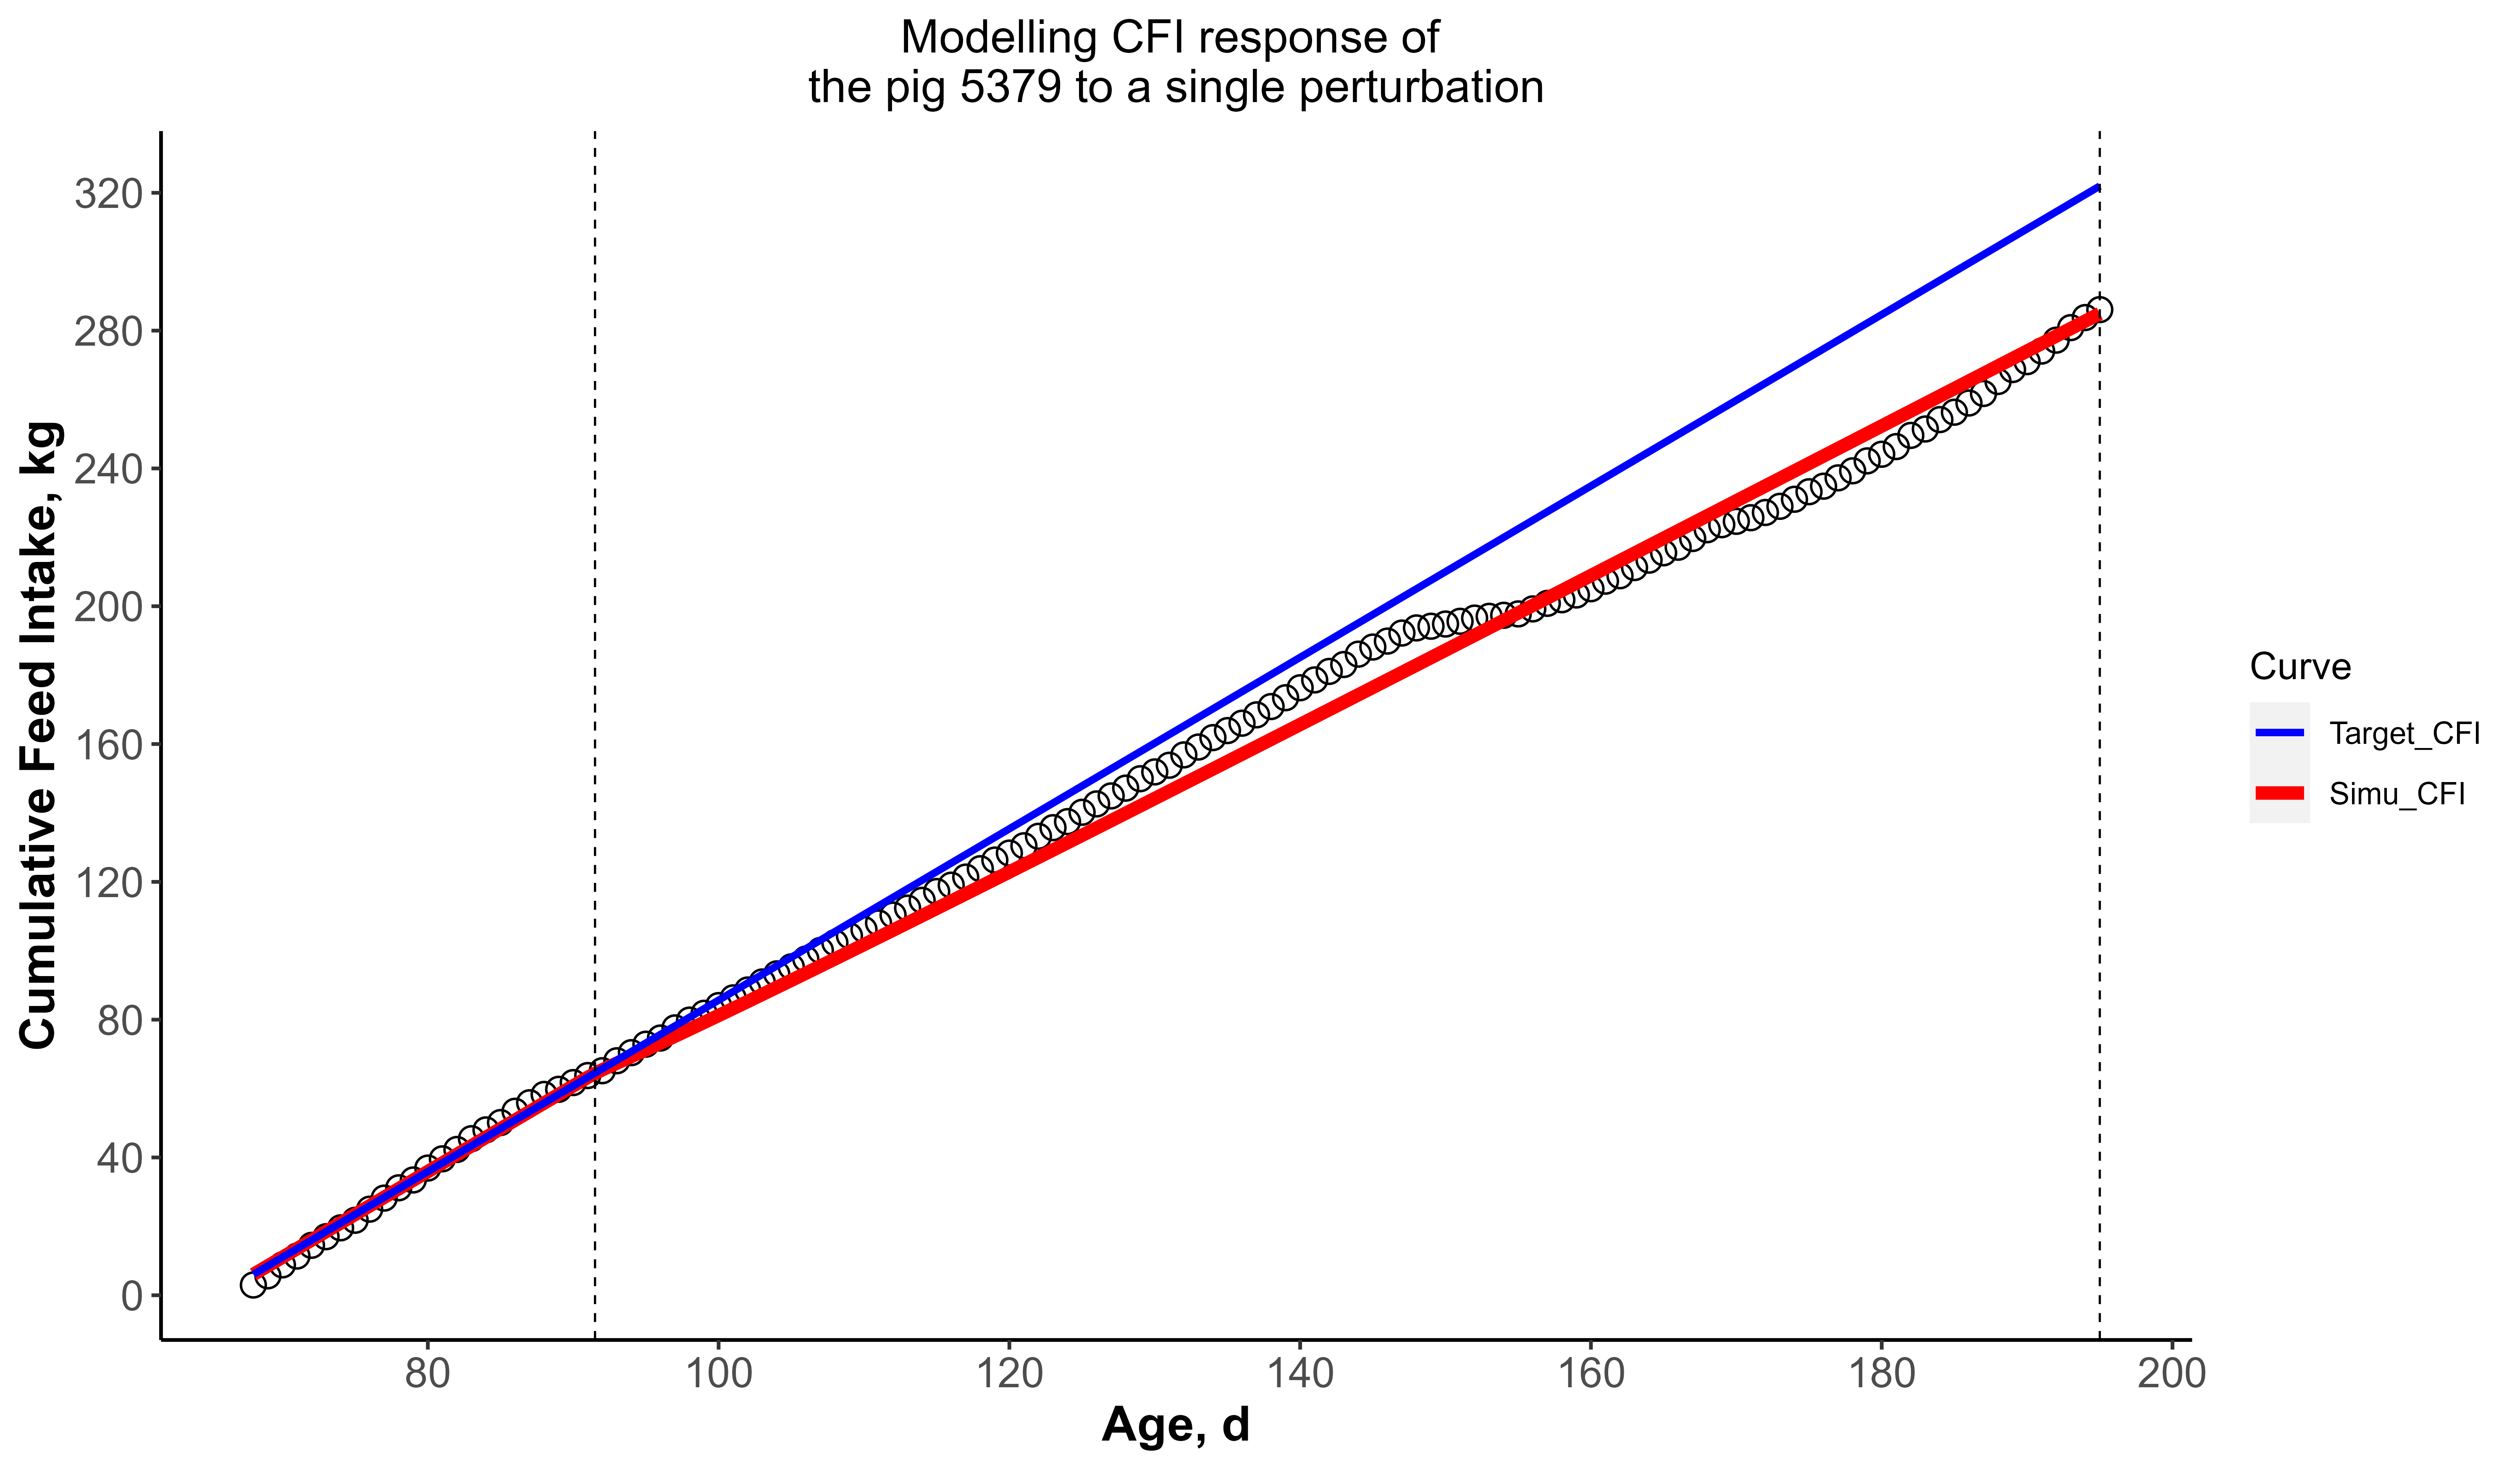 Modelling CFI response of
the pig 5379 to a single perturbation
Cumulative Feed Intake, kg
320
280
240
200
160
120
80
40
0
80
100
120
140
160
180
200
Age, d
Curve
Target_CFI
Simu_CFI